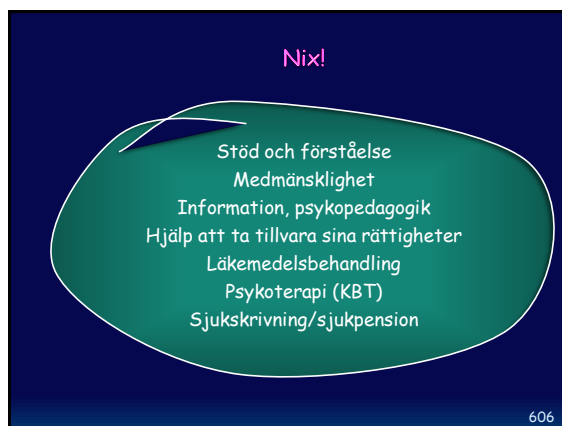 Nix!
Stöd och förståelse
Medmänsklighet
Information, psykopedagogik
Hjälp att ta tillvara sina rättigheter
Läkemedelsbehandling
Psykoterapi (KBT)
Sjukskrivning/sjukpension
606